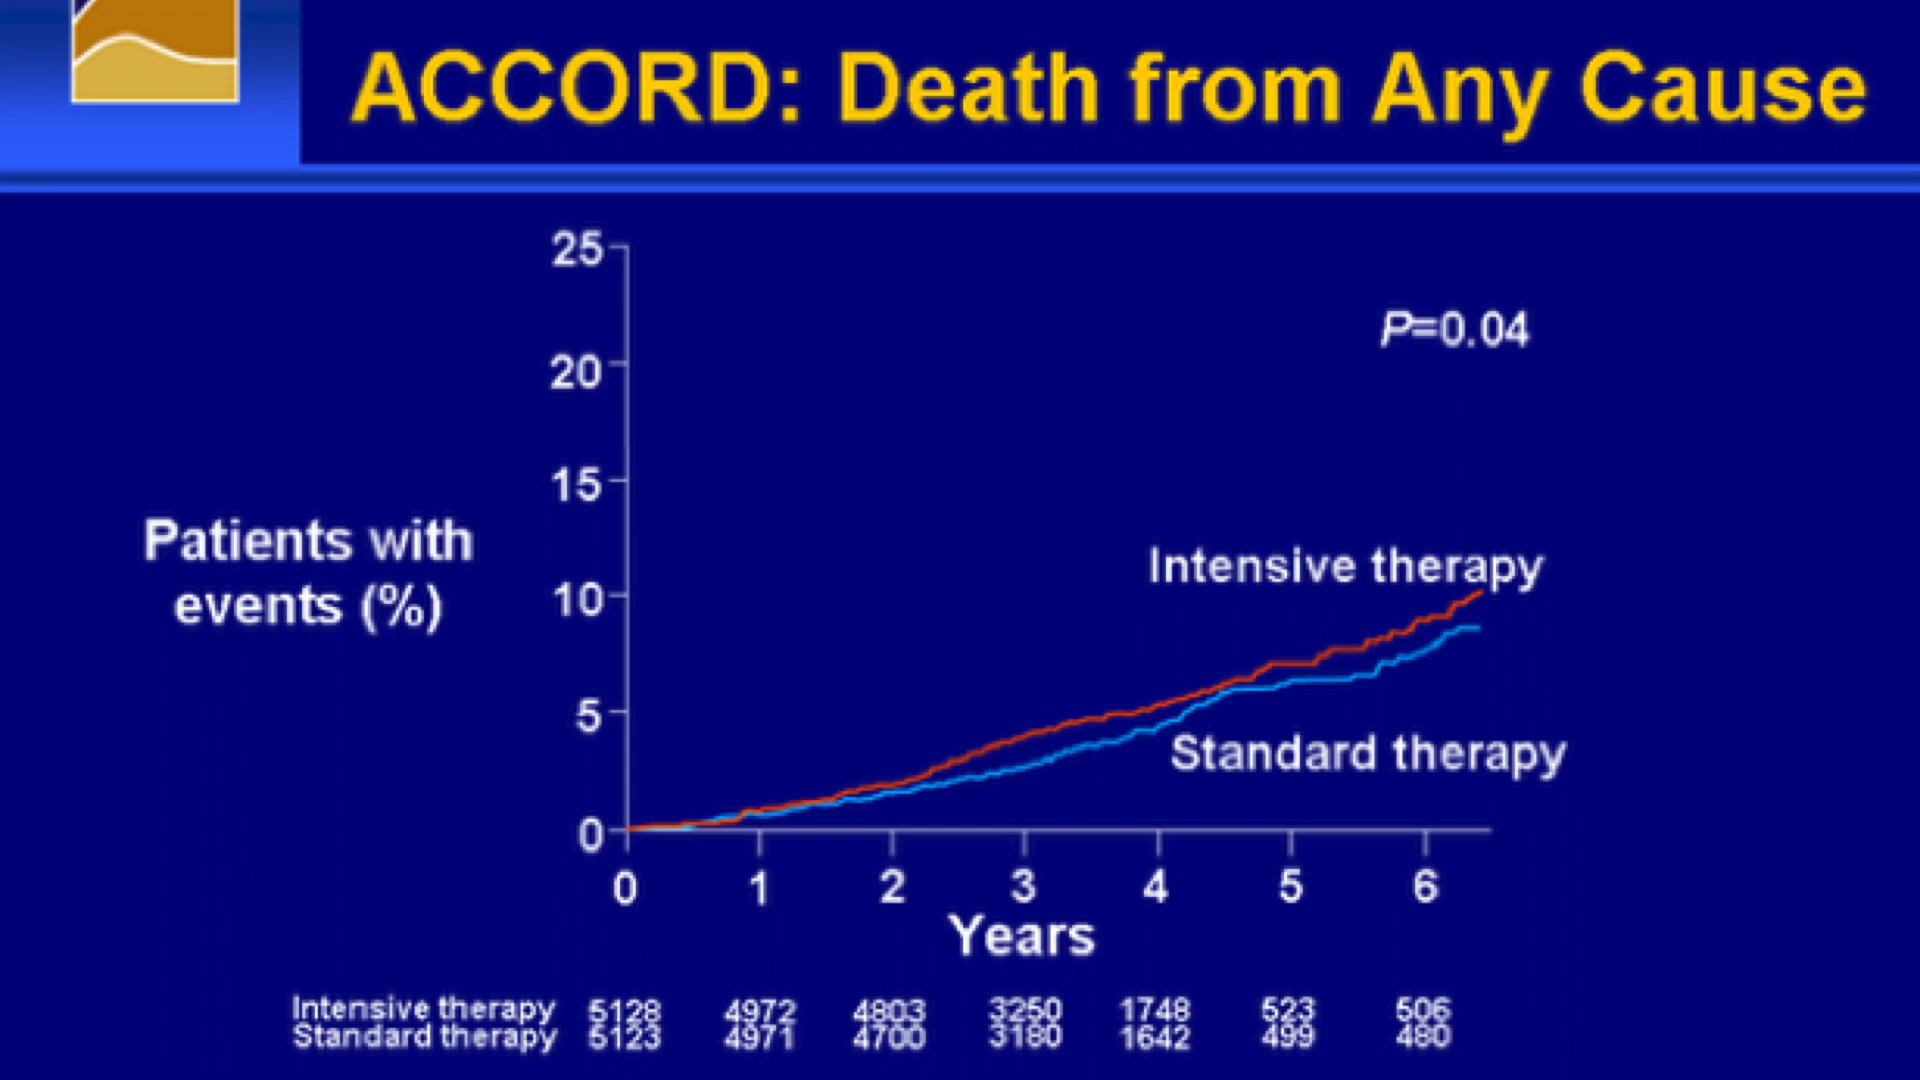 ACCORD: Death from Any Cause
25
20
15
10
5
0
P=0.04
Patients with
events (%)
Intensive therapy
Standard therapy
0 1 2 3 4 5 6
Years
Intensive therapy 5128 4972 4803 3250 1748 523 506
Standard therapy 5123 4971 4700 3180 1642 499 480